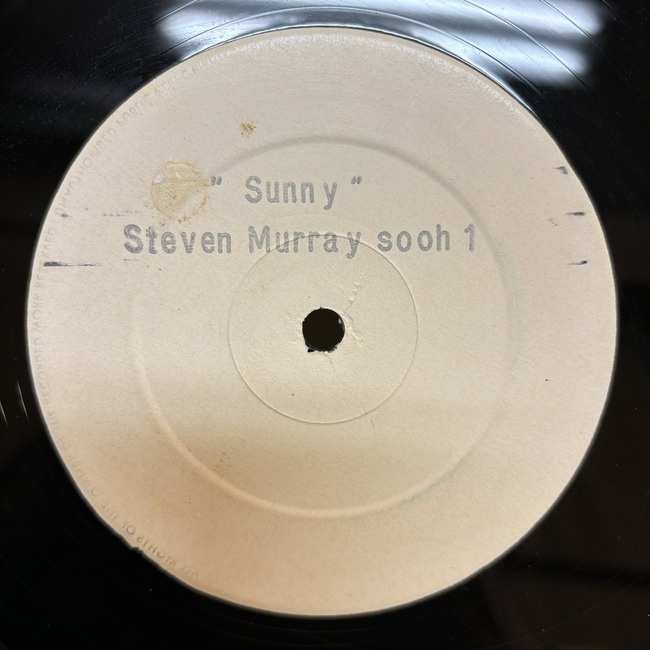 " Sunny "
Steven Murray sooh 1